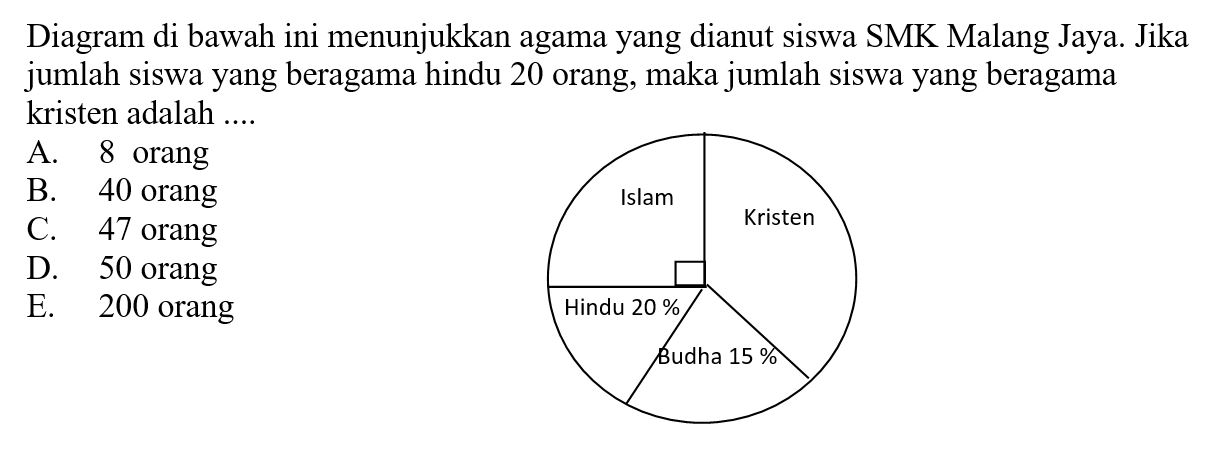 Diagram di bawah ini menunjukkan agama yang dianut siswa SMK Malang Jaya. Jika
jumlah siswa yang beragama hindu 20 orang, maka jumlah siswa yang beragama
kristen adalah ....
A. 8 orang
B. 40 orang
C. 47 orang
D. 50 orang
E. 200 orang
Islam
Kristen
Hindu 20 %
Budha 15 %